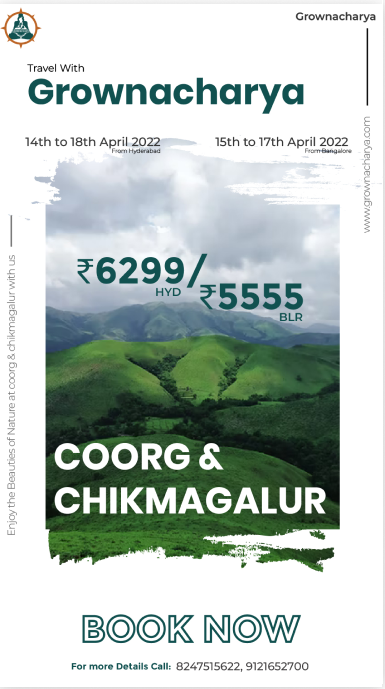 Grownacharya
Travel With
Grownacharya
14th to 18th April 2022
From Hyderabad
15th to 17th April 2022
From Bangalore
www.grownacharya.com
Enjoy the Beauties of Nature at coorg & chikmagalur with us
₹6299/
HYD
₹5555
BLR
COORG &
CHIKMAGALUR
BOOK NOW
For more Details Call: 8247515622, 9121652700